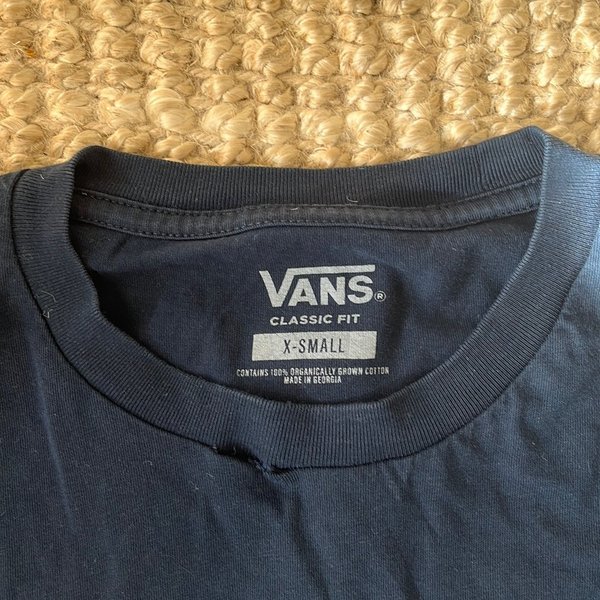 VANS®
CLASSIC FIT
X-SMALL
CONTAINS 100% ORGANICALLY GROWN COTTON
MADE IN GEORGIA